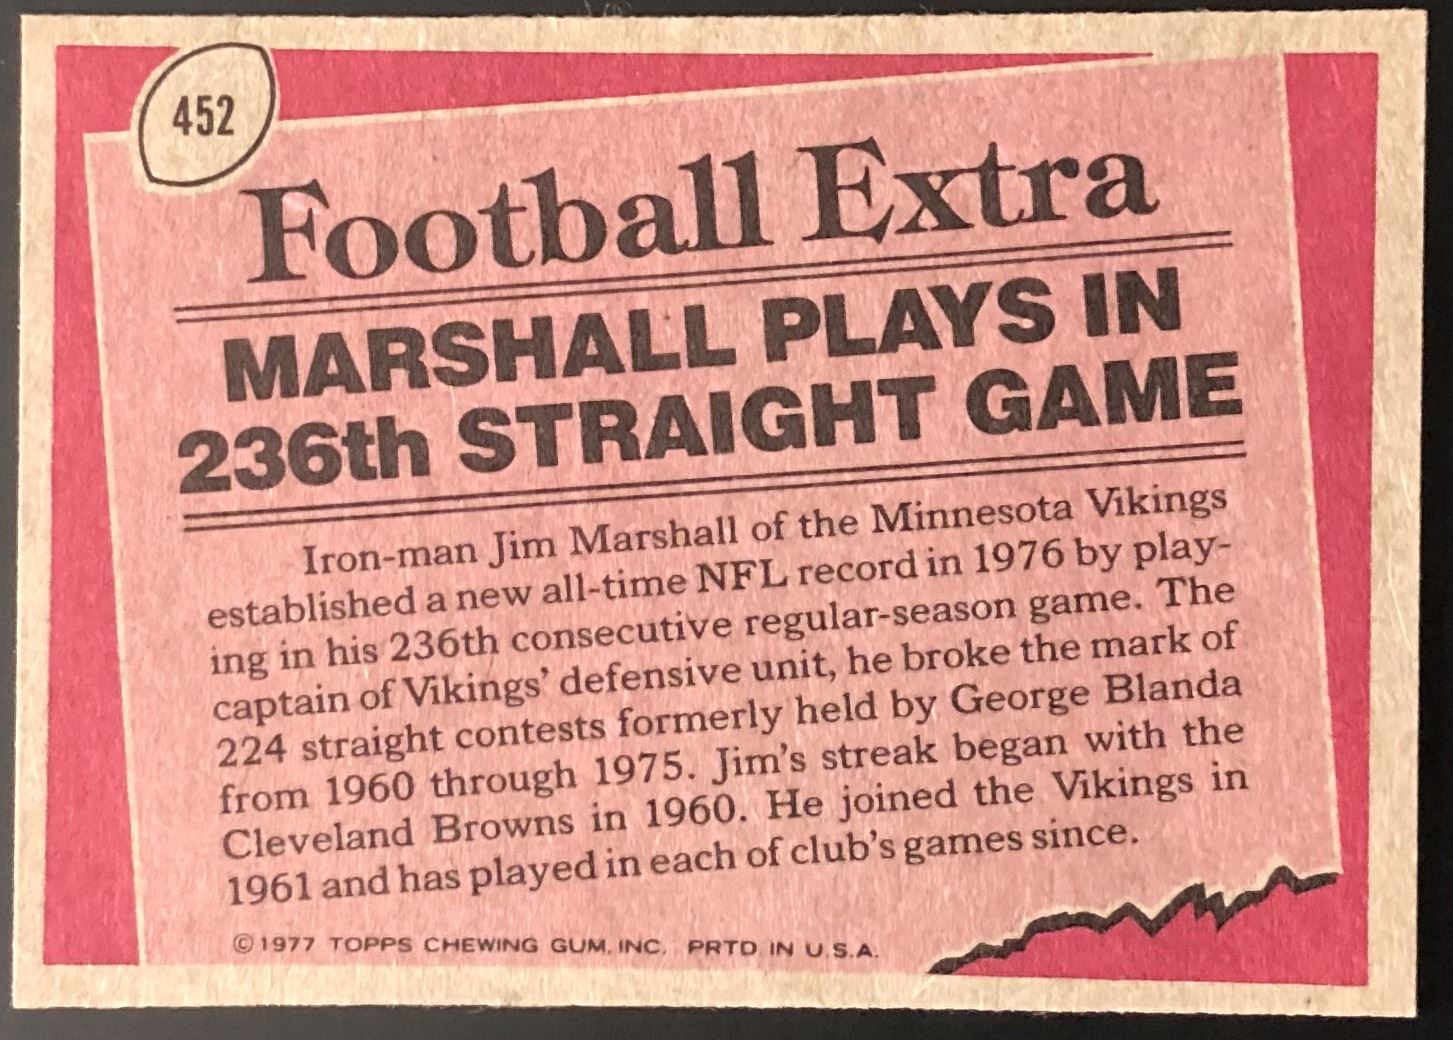 452
Football Extra
MARSHALL PLAYS IN
236th STRAIGHT GAME
Iron-man Jim Marshall of the Minnesota Vikings
established a new all-time NFL record in 1976 by play-
ing in his 236th consecutive regular-season game. The
captain of Vikings' defensive unit, he broke the mark of
224 straight contests formerly held by George Blanda
from 1960 through 1975. Jim's streak began with the
Cleveland Browns in 1960. He joined the Vikings in
1961 and has played in each of club's games since.
©1977 TOPPS CHEWING GUM, INC. PRTD. IN U.S.A.